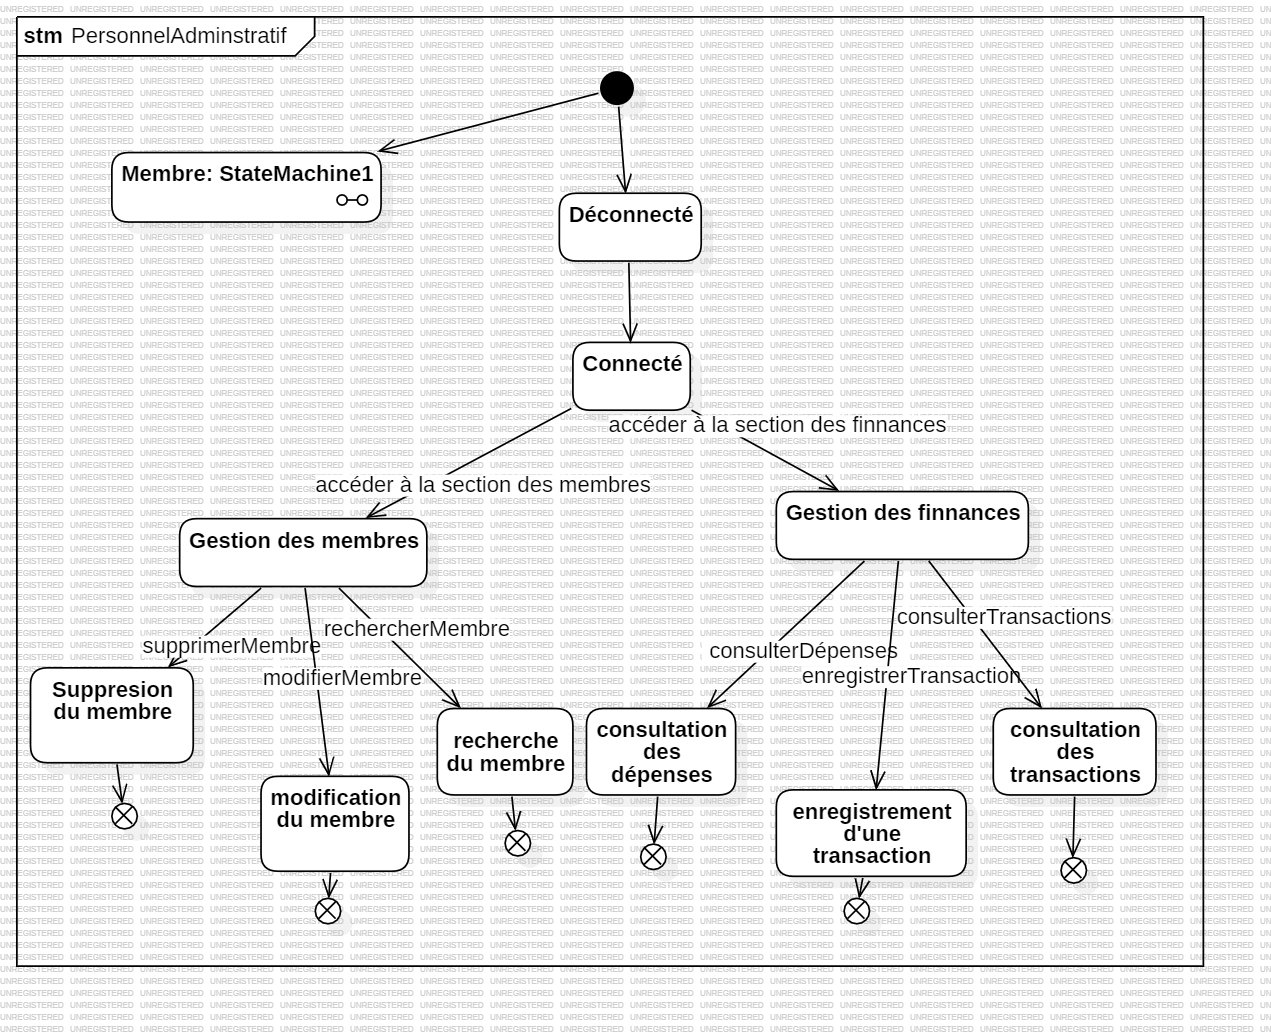 stm PersonnelAdminstratif
Membre: StateMachine1
Déconnecté
Connecté
accéder à la section des finnances
accéder à la section des membres
Gestion des finnances
Gestion des membres
consulterTransactions
rechercherMembre
supprimerMembre
consulterDépenses
enregistrerTransaction
modifierMembre
Suppresion
du membre
recherche
du membre
consultation
des
dépenses
consultation
des
transactions
modification
du membre
enregistrement
d'une
transaction
UNREGISTERED